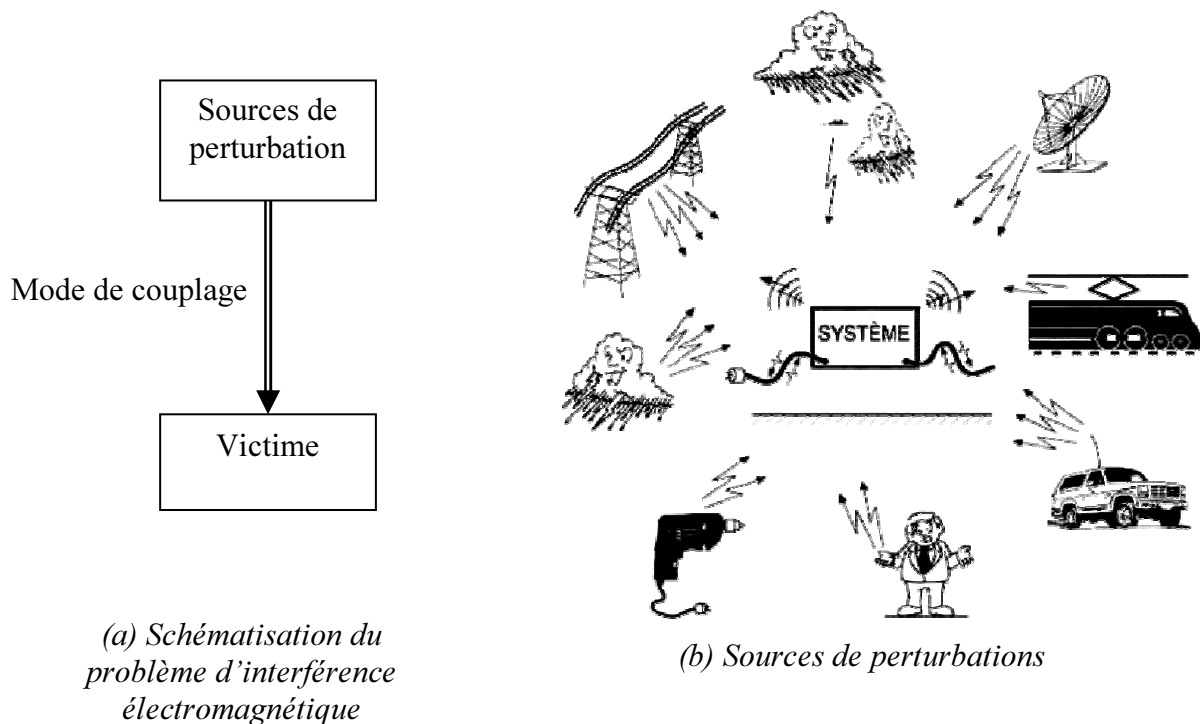 Sources de
perturbation
Mode de couplage
Victime
(a) Schématisation du
problème d’interférence
électromagnétique
SYSTÈME
(b) Sources de perturbations